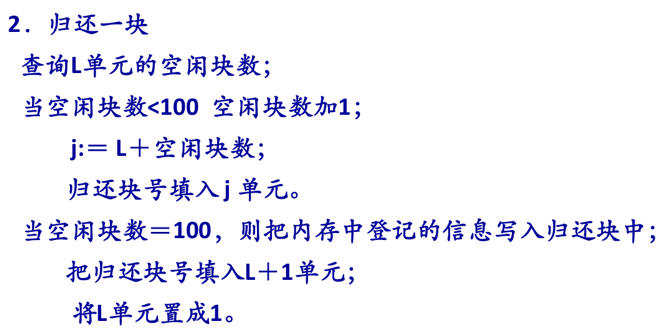 2．归还一块
查询L单元的空闲块数；
当空闲块数<100 空闲块数加1；
j:＝ L＋空闲数；
归还块号填入 j 单元。
当空闲块数＝100，则把内存中登记的信息写入归还块中；
把归还块号填入L＋1单元；
将L单元置成1。